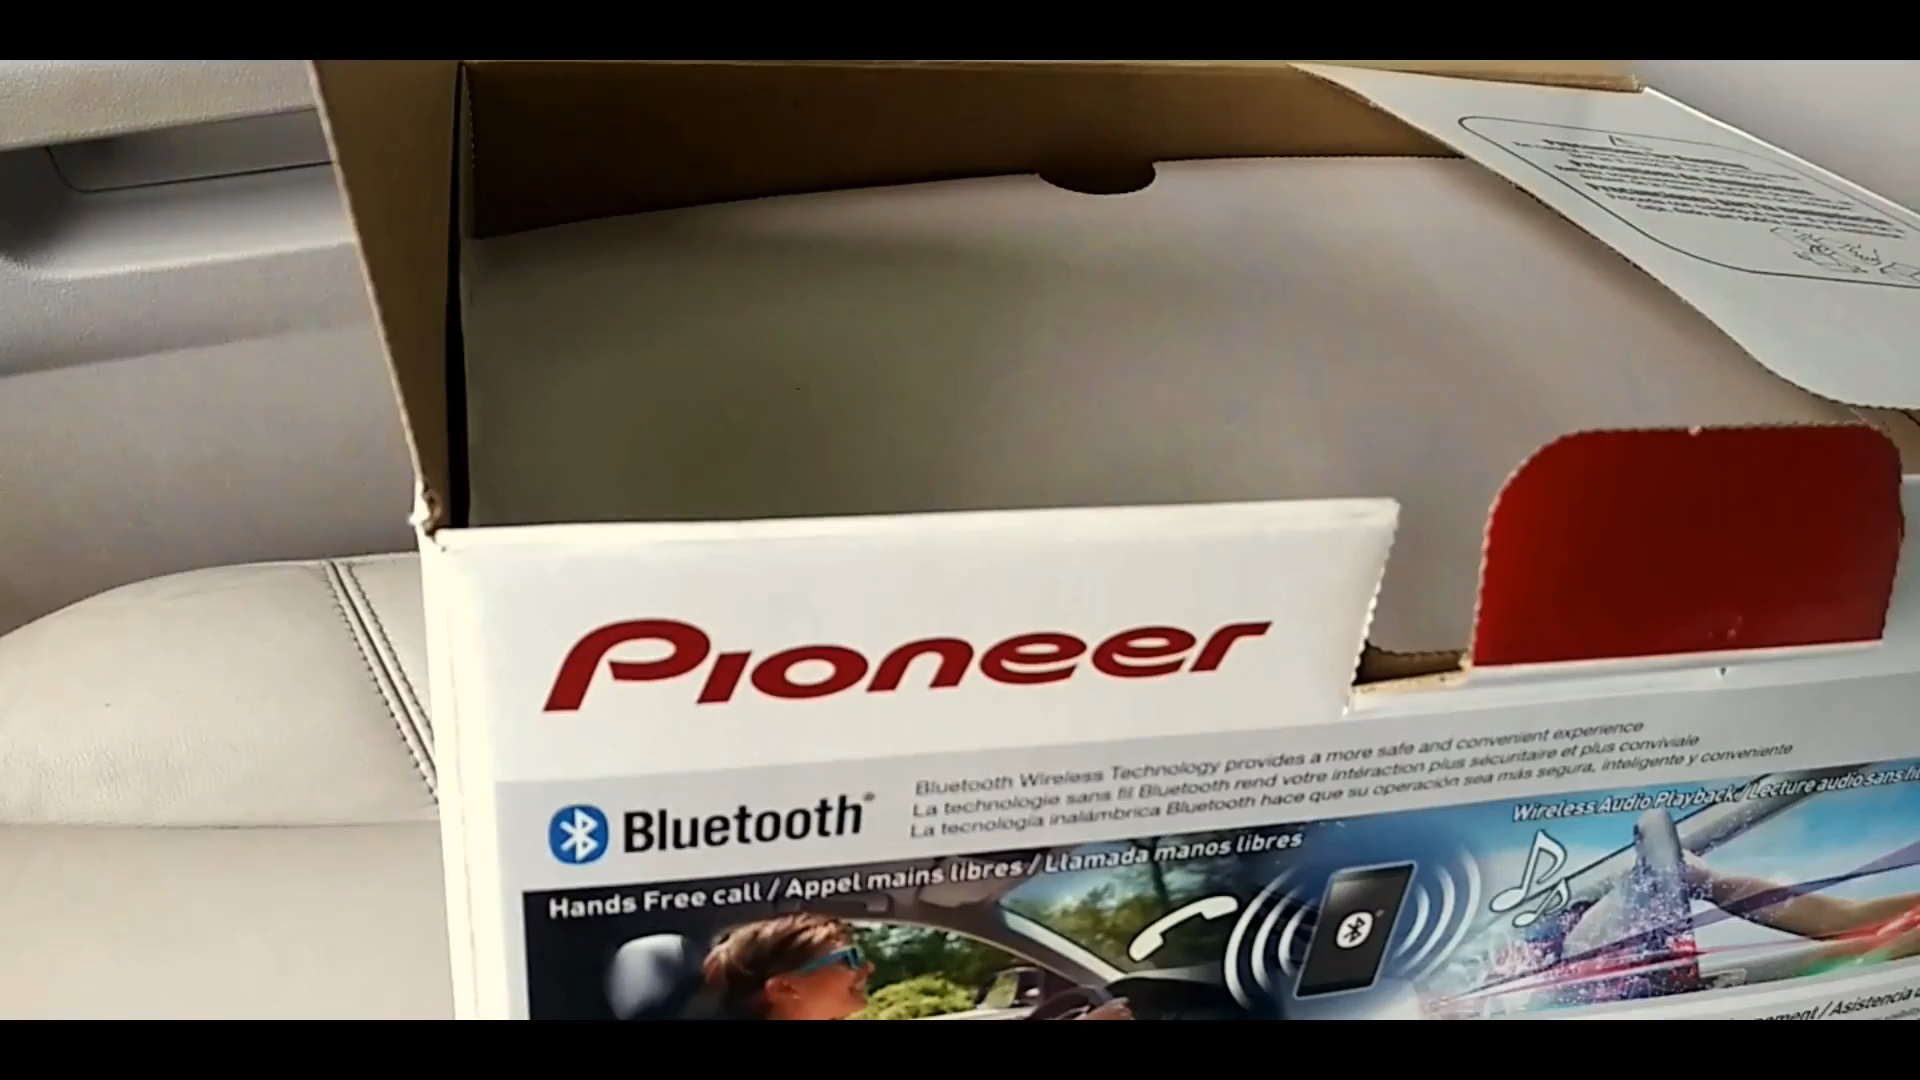 Pioneer
Bluetooth®
Bluetooth Wireless Technology provides a more safe and convenient experience
La technologie sans fil Bluetooth rend votre intéraction plus sécuritaire et plus conviviale
La tecnología inalámbrica Bluetooth hace que su operación sea más segura, inteligente y conveniente
Hands Free call / Appel mains libres / Llamada manos libres
Wireless Audio Playback / Lecture audio sans fil
/ Asistencia